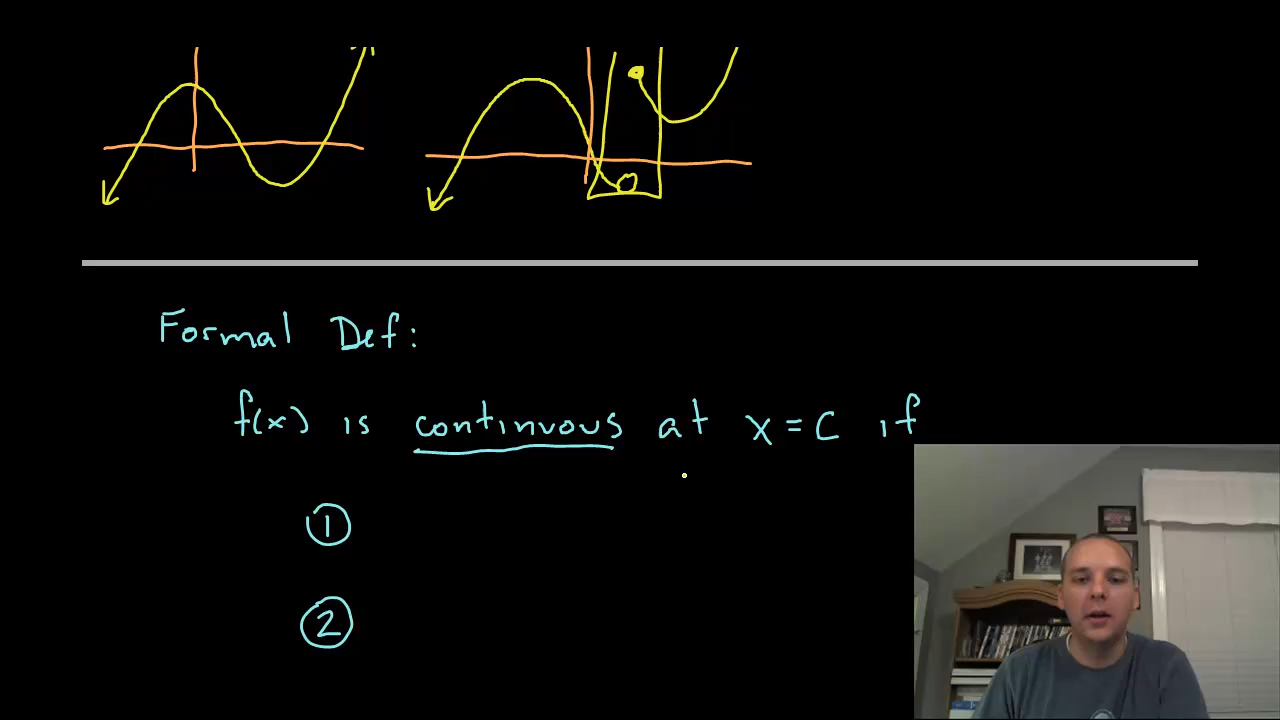 Formal Def:
f(x) is continuous at x = c if
①
②